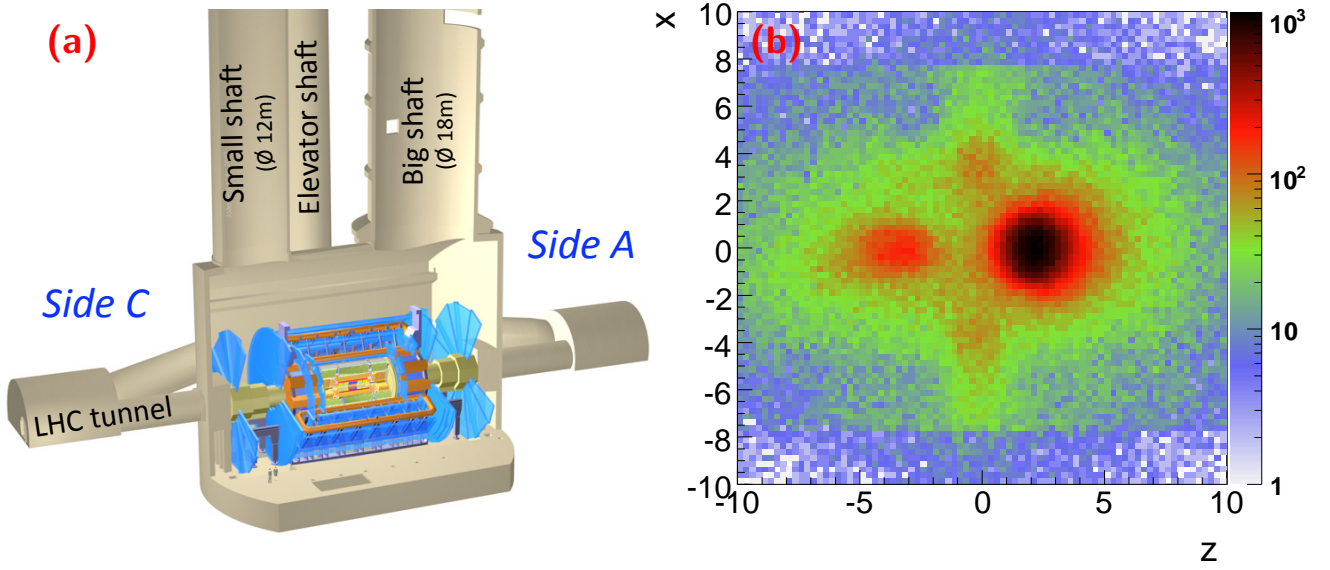 (a)
Small shaft
(Ø 12m)
Elevator shaft
Big shaft
(Ø 18m)
Side C
Side A
LHC tunnel
(b)
x
10
8
6
4
2
0
-2
-4
-6
-8
-10
-10
-5
0
5
10
z
10³
10²
10
1